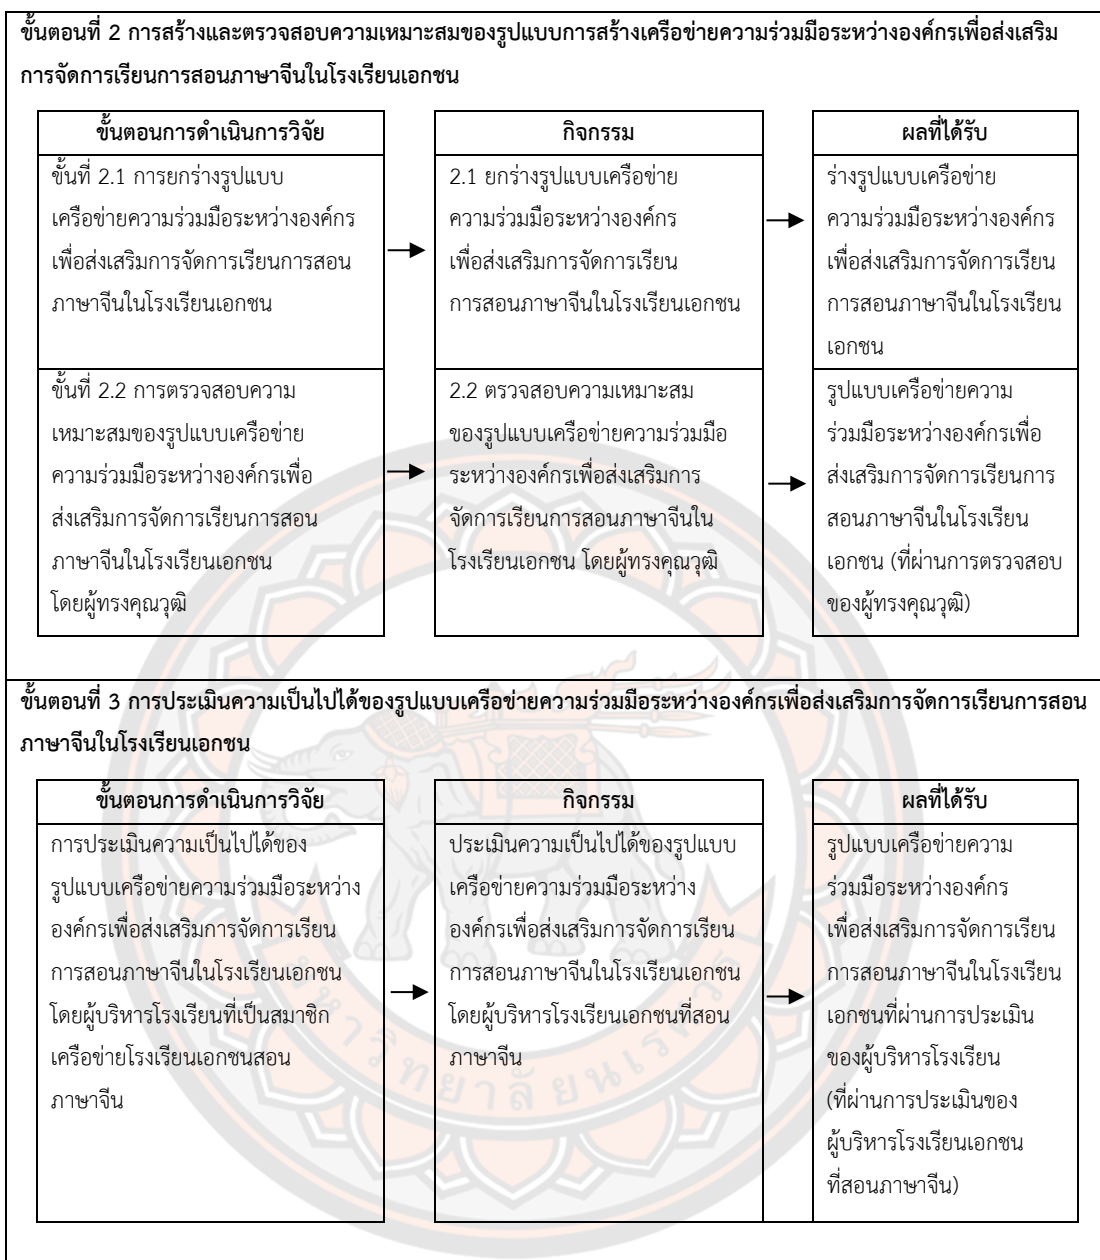 ขั้นตอนที่ 2 การสร้างและตรวจสอบความเหมาะสมของรูปแบบการสร้างเครือข่ายความร่วมมือระหว่างองค์กรเพื่อส่งเสริม
การจัดการเรียนการสอนภาษาจีนในโรงเรียนเอกชน
ขั้นตอนการดำเนินการวิจัย
ขั้นที่ 2.1 การยกร่างรูปแบบ
เครือข่ายความร่วมมือระหว่างองค์กร
เพื่อส่งเสริมการจัดการเรียนการสอน
ภาษาจีนในโรงเรียนเอกชน
กิจกรรม
2.1 ยกร่างรูปแบบเครือข่าย
ความร่วมมือระหว่างองค์กร
เพื่อส่งเสริมการจัดการเรียน
การสอนภาษาจีนในโรงเรียนเอกชน
ผลที่ได้รับ
ร่างรูปแบบเครือข่าย
ความร่วมมือระหว่างองค์กร
เพื่อส่งเสริมการจัดการเรียน
การสอนภาษาจีนในโรงเรียน
เอกชน
ขั้นที่ 2.2 การตรวจสอบความ
เหมาะสมของรูปแบบเครือข่าย
ความร่วมมือระหว่างองค์กรเพื่อ
ส่งเสริมการจัดการเรียนการสอน
ภาษาจีนในโรงเรียนเอกชน
โดยผู้ทรงคุณวุฒิ
2.2 ตรวจสอบความเหมาะสม
ของรูปแบบเครือข่ายความร่วมมือ
ระหว่างองค์กรเพื่อส่งเสริมการ
จัดการเรียนการสอนภาษาจีนใน
โรงเรียนเอกชน โดยผู้ทรงคุณวุฒิ
รูปแบบเครือข่ายความ
ร่วมมือระหว่างองค์กรเพื่อ
ส่งเสริมการจัดการเรียนการ
สอนภาษาจีนในโรงเรียน
เอกชน (ที่ผ่านการตรวจสอบ
ของผู้ทรงคุณวุฒิ)
ขั้นตอนที่ 3 การประเมินความเป็นไปได้ของรูปแบบเครือข่ายความร่วมมือระหว่างองค์กรเพื่อส่งเสริมการจัดการเรียนการสอน
ภาษาจีนในโรงเรียนเอกชน
ขั้นตอนการดำเนินการวิจัย
การประเมินความเป็นไปได้ของ
รูปแบบเครือข่ายความร่วมมือระหว่าง
องค์กรเพื่อส่งเสริมการจัดการเรียน
การสอนภาษาจีนในโรงเรียนเอกชน
โดยผู้บริหารโรงเรียนที่เป็นสมาชิก
เครือข่ายโรงเรียนเอกชนสอน
ภาษาจีน
กิจกรรม
ประเมินความเป็นไปได้ของรูปแบบ
เครือข่ายความร่วมมือระหว่าง
องค์กรเพื่อส่งเสริมการจัดการเรียน
การสอนภาษาจีนในโรงเรียนเอกชน
โดยผู้บริหารโรงเรียนเอกชนที่สอน
ภาษาจีน
ผลที่ได้รับ
รูปแบบเครือข่ายความ
ร่วมมือระหว่างองค์กร
เพื่อส่งเสริมการจัดการเรียน
การสอนภาษาจีนในโรงเรียน
เอกชนที่ผ่านการประเมิน
ของผู้บริหารโรงเรียน
(ที่ผ่านการประเมินของ
ผู้บริหารโรงเรียนเอกชน
ที่สอนภาษาจีน)
มหาวิทยาลัยนเรศวร